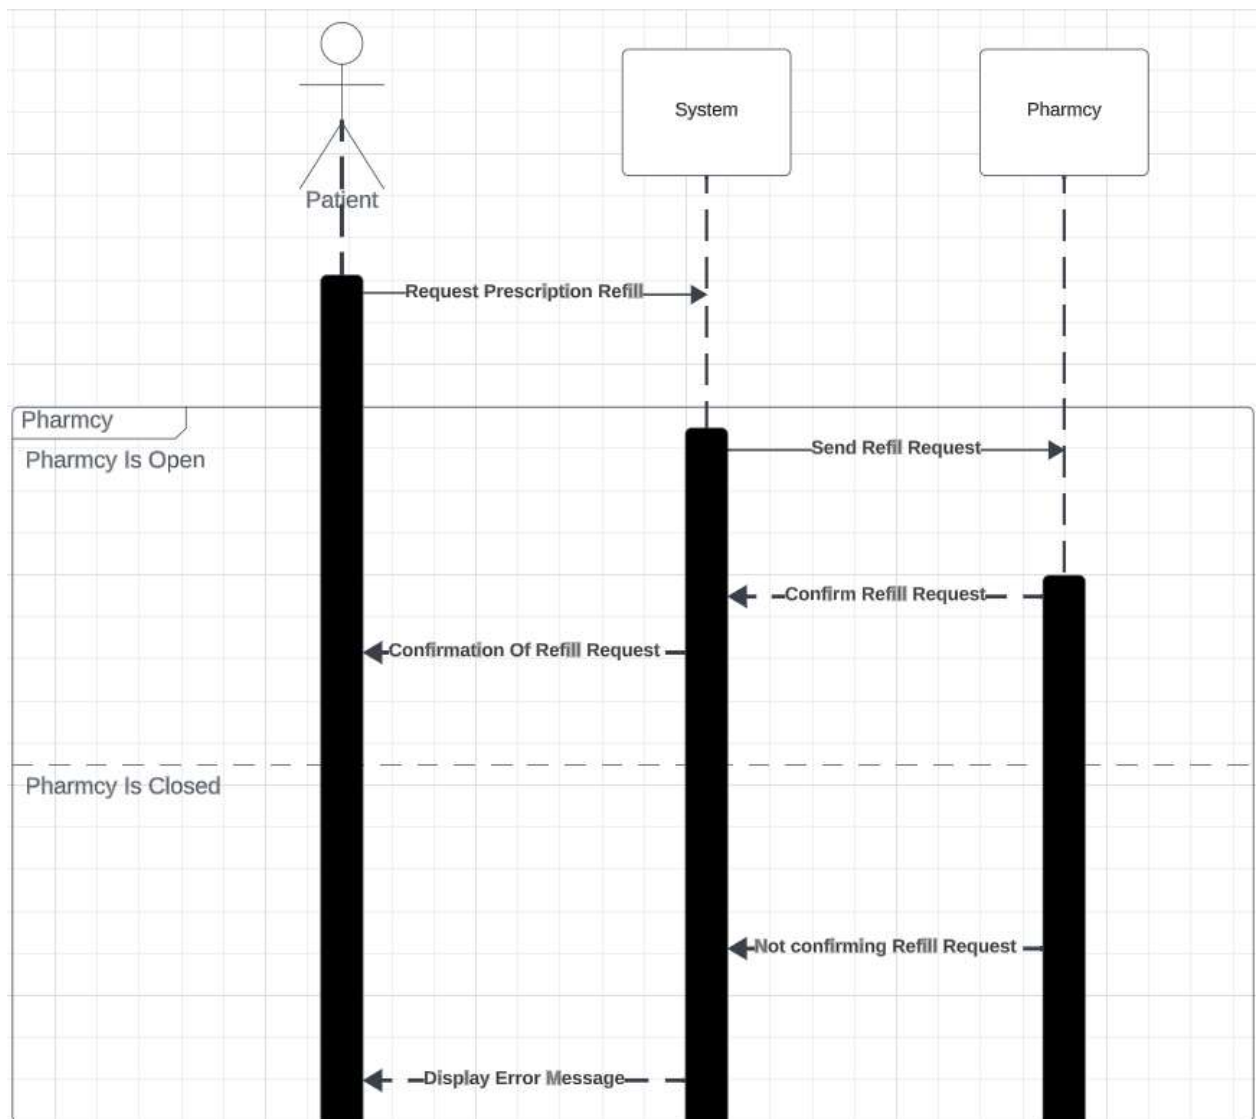 System
Pharmcy
Patient
Request Prescription Refill
Pharmcy
Pharmcy Is Open
Send Refill Request
Confirm Refill Request
Confirmation Of Refill Request
Pharmcy Is Closed
Not confirming Refill Request
Display Error Message